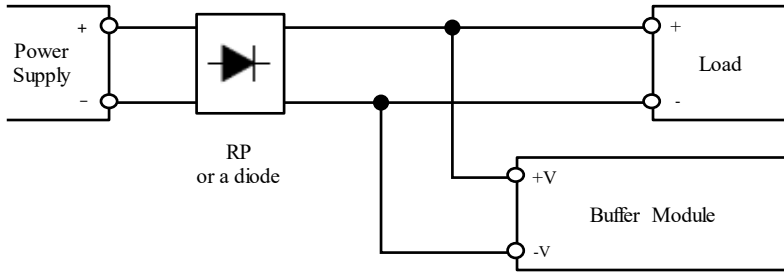 Power
Supply
+
−
RP
or a diode
+
-
Load
+V
-V
Buffer Module